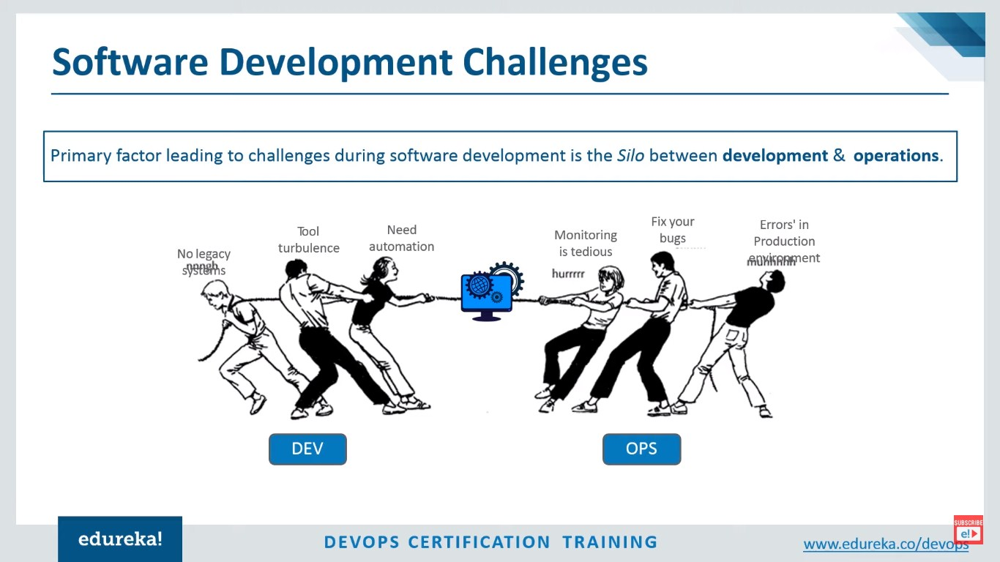 Software Development Challenges
Primary factor leading to challenges during software development is the Silo between development & operations.
No legacy
systems
nnngh
Tool
turbulence
Need
automation
Monitoring
is tedious
hurrrrr
Fix your
bugs
Errors' in
Production
environment
DEV
OPS
edureka!
DEVOPS CERTIFICATION TRAINING
www.edureka.co/devops
SUBSCRIBE
e!